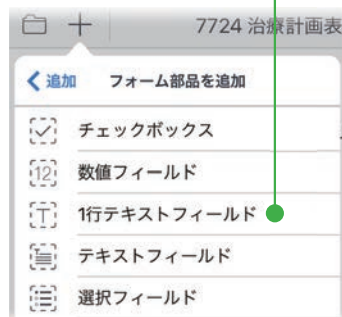 7724 治療計画表
追加 フォーム部品を追加
チェックボックス
12 数値フィールド
T 1行テキストフィールド
テキストフィールド
選択フィールド